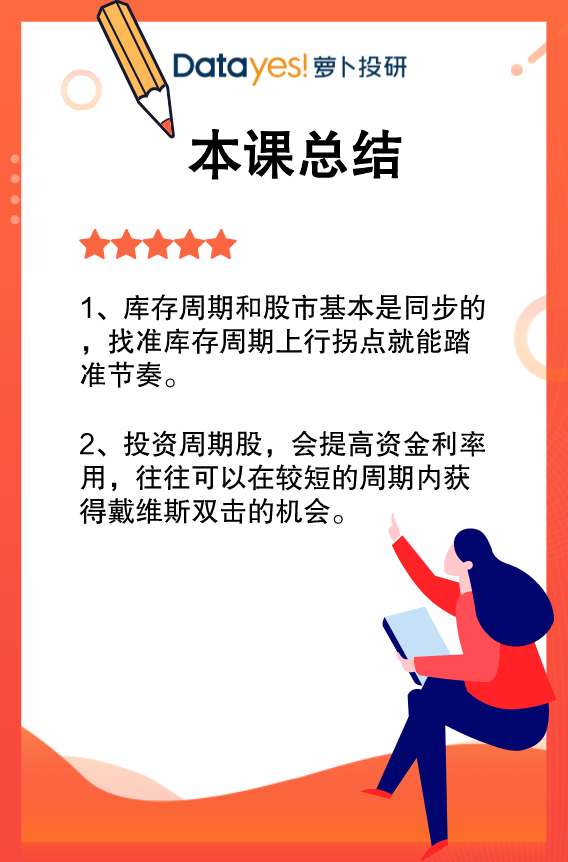 Datayes!萝卜投研
本课总结
1、库存周期和股市基本是同步的
，找准库存周期上行拐点就能踏
准节奏。
2、投资周期股，会提高资金利率
用，往往可以在较短的周期内获
得戴维斯双击的机会。